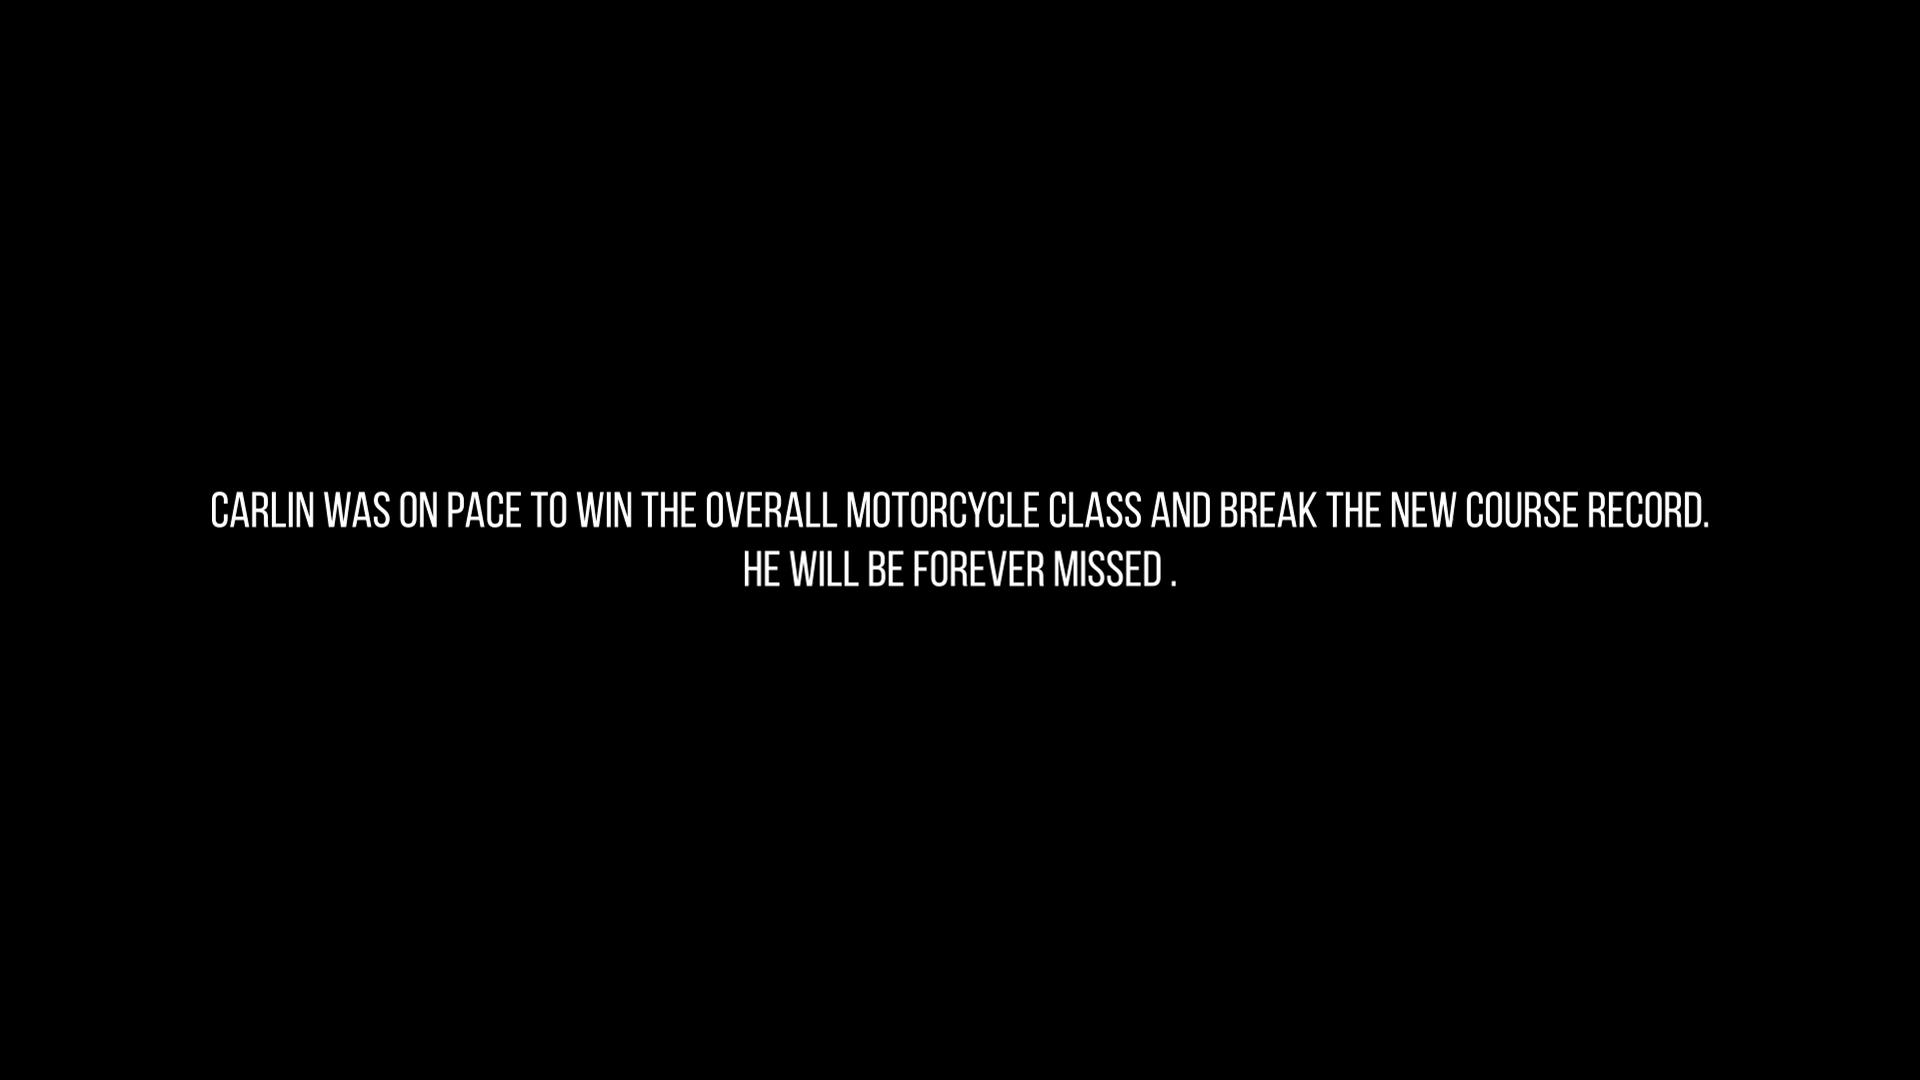 CARLIN WAS ON PACE TO WIN THE OVERALL MOTORCYCLE CLASS AND BREAK THE NEW COURSE RECORD.
HE WILL BE FOREVER MISSED .